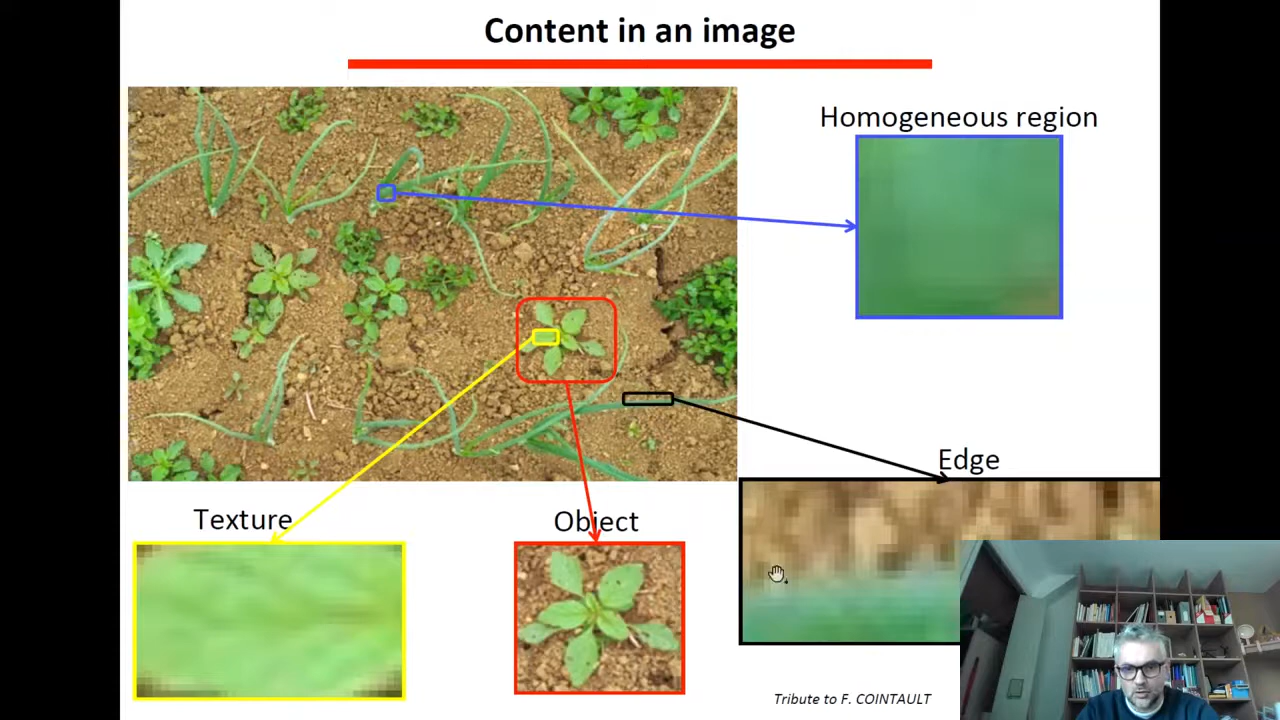 Content in an image
Homogeneous region
Edge
Texture
Object
Tribute to F. COINTAULT